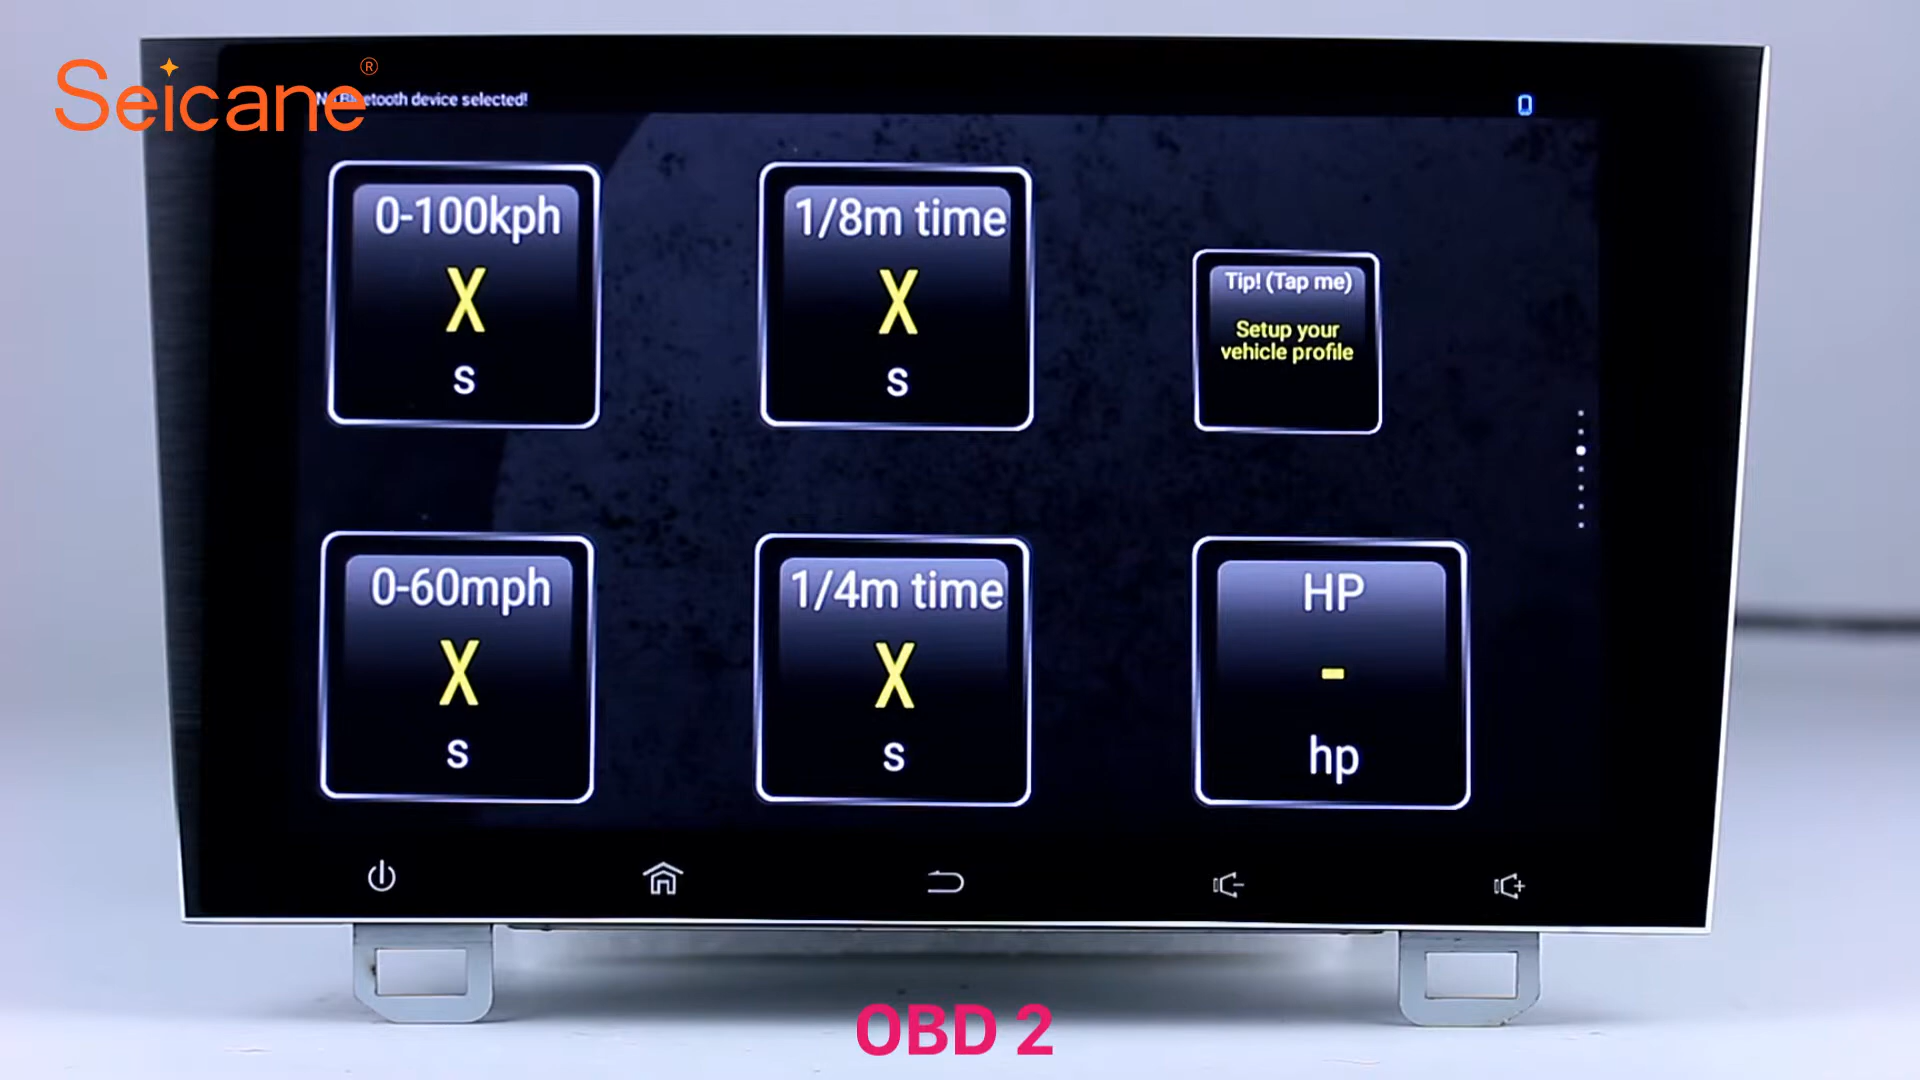 Seicane®
etooth device selected!
0-100kph
X
s
1/8m time
X
s
Tip! (Tap me)
Setup your
vehicle profile
0-60mph
X
s
1/4m time
X
s
HP
-
hp
OBD 2